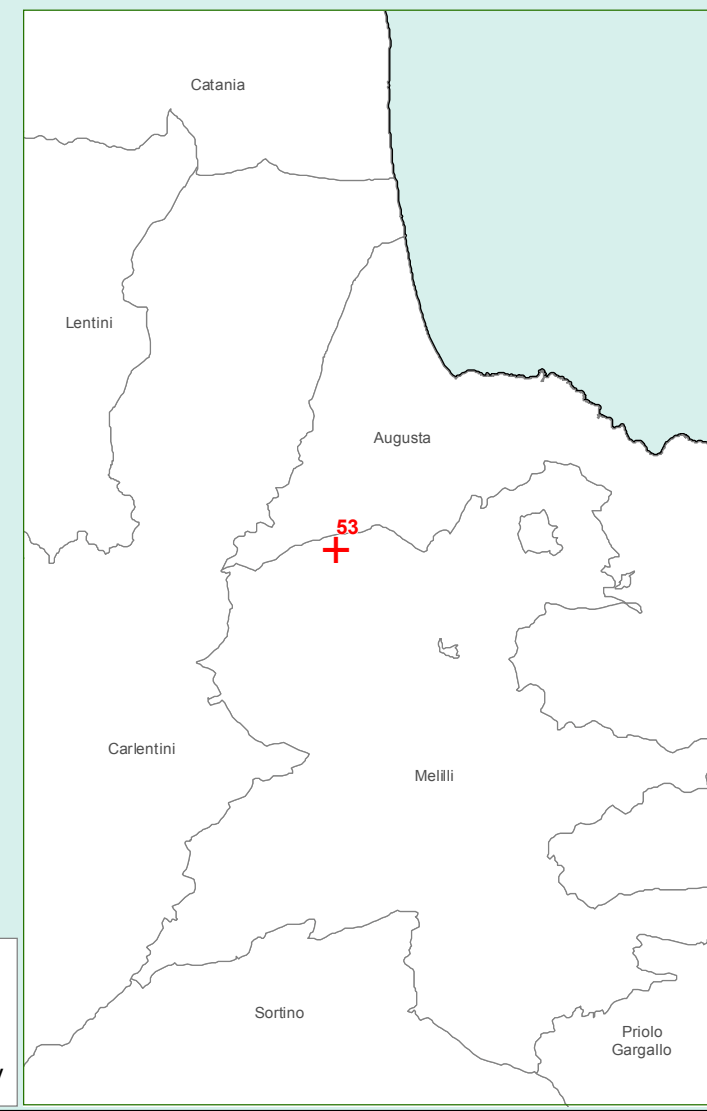 Catania
Lentini
Augusta
53
Carlentini
Melilli
Sortino
Priolo
Gargallo